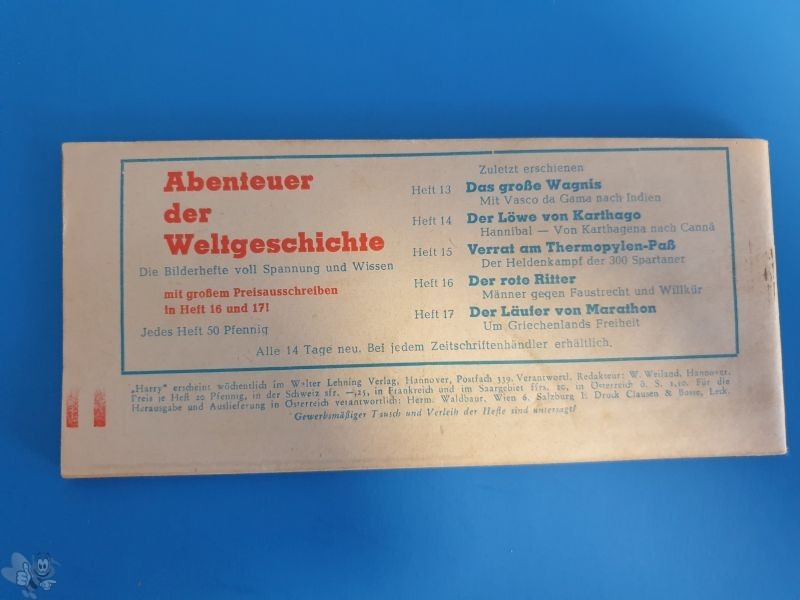 Abenteuer
der
Weltgeschichte
Die Bilderhefte voll Spannung und Wissen
mit großem Preisausschreiben
in Heft 16 und 17!
Jedes Heft 50 Pfennig
Zuletzt erschienen
Heft 13 Das große Wagnis
Mit Vasco da Gama nach Indien
Heft 14 Der Löwe von Karthago
Hannibal — Von Karthagena nach Cannä
Heft 15 Verrat am Thermopylen-Paß
Der Heldenkampf der 300 Spartaner
Heft 16 Der rote Ritter
Männer gegen Faustrecht und Willkür
Heft 17 Der Läufer von Marathon
Um Griechenlands Freiheit
Alle 14 Tage neu. Bei jedem Zeitschriftenhändler erhältlich.
„Harry“ erscheint wöchentlich im Walter Lehning Verlag, Hannover, Postfach 339. Verantwortl. Redakteur: W. Weiland, Hannover.
Preis je Heft 20 Pfennig, in der Schweiz sfr. —,25, in Frankreich und im Saargebiet ffrs. 20, in Österreich ö. S. 1,10. Für die
Herausgabe und Auslieferung in Österreich verantwortlich: Herm. Waldbaur, Wien 6, Salzburg Druck Clausen & Bosse, Leck.
Gewerbsmäßiger Tausch und Verleih der Hefte sind untersagt!